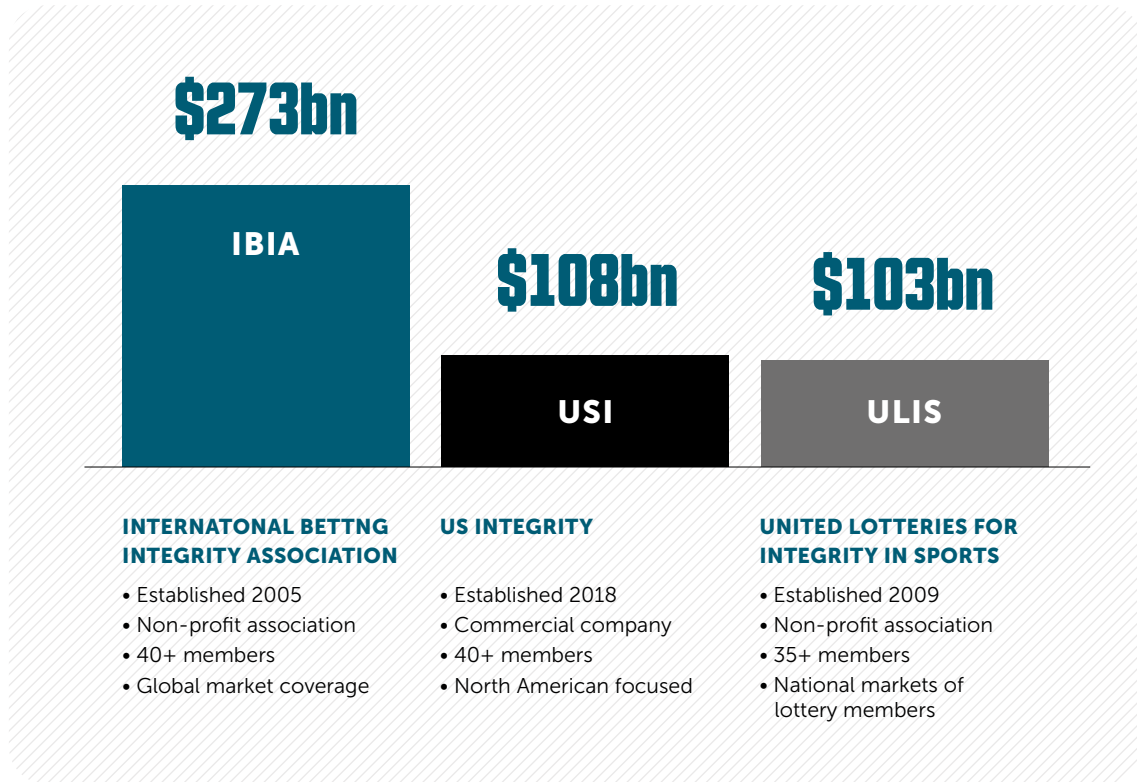 $273bn
IBIA
$108bn
USI
$103bn
ULIS
INTERNATONAL BETTNG
INTEGRITY ASSOCIATION
• Established 2005
• Non-profit association
• 40+ members
• Global market coverage
US INTEGRITY
• Established 2018
• Commercial company
• 40+ members
• North American focused
UNITED LOTTERIES FOR
INTEGRITY IN SPORTS
• Established 2009
• Non-profit association
• 35+ members
• National markets of
lottery members